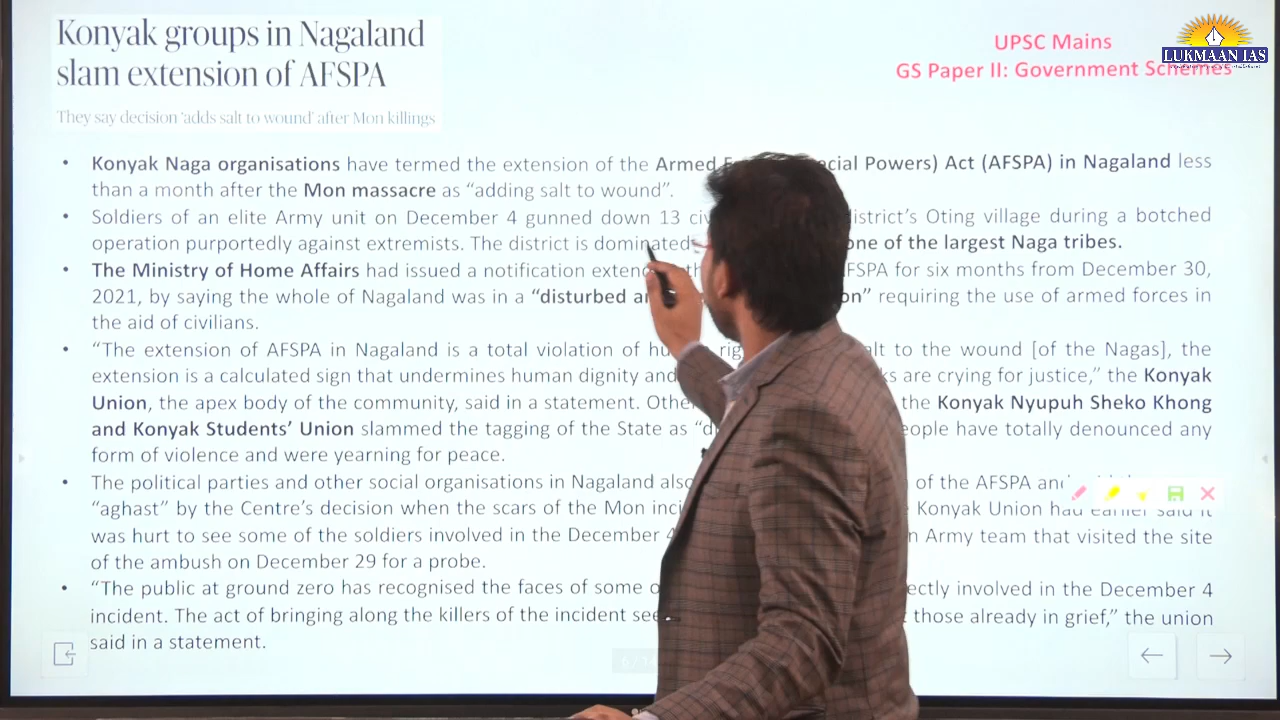 Konyak groups in Nagaland
slam extension of AFSPA
They say decision 'adds salt to wound' after Mon killings
UPSC Mains
GS Paper II: Government Schemes
LUKMAAN IAS
• Konyak Naga organisations have termed the extension of the Armed Powers) Act (AFSPA) in Nagaland less
than a month after the Mon massacre as “adding salt to wound”.
• Soldiers of an elite Army unit on December 4 gunned down 13 district’s Oting village during a botched
operation purportedly against extremists. The district is dominated one of the largest Naga tribes.
• The Ministry of Home Affairs had issued a notification AFSPA for six months from December 30,
2021, by saying the whole of Nagaland was in a “disturbed requiring the use of armed forces in
the aid of civilians.
• “The extension of AFSPA in Nagaland is a total violation of to the wound [of the Nagas], the
extension is a calculated sign that undermines human dignity and are crying for justice,” the Konyak
Union, the apex body of the community, said in a statement. the Konyak Nyupuh Sheko Khong
and Konyak Students’ Union slammed the tagging of the State as have totally denounced any
form of violence and were yearning for peace.
• The political parties and other social organisations in Nagaland of the AFSPA
“aghast” by the Centre’s decision when the scars of the Mon Konyak Union had earlier said it
was hurt to see some of the soldiers involved in the December Army team that visited the site
of the ambush on December 29 for a probe.
• “The public at ground zero has recognised the faces of some involved in the December 4
incident. The act of bringing along the killers of the incident those already in grief,” the union
said in a statement.